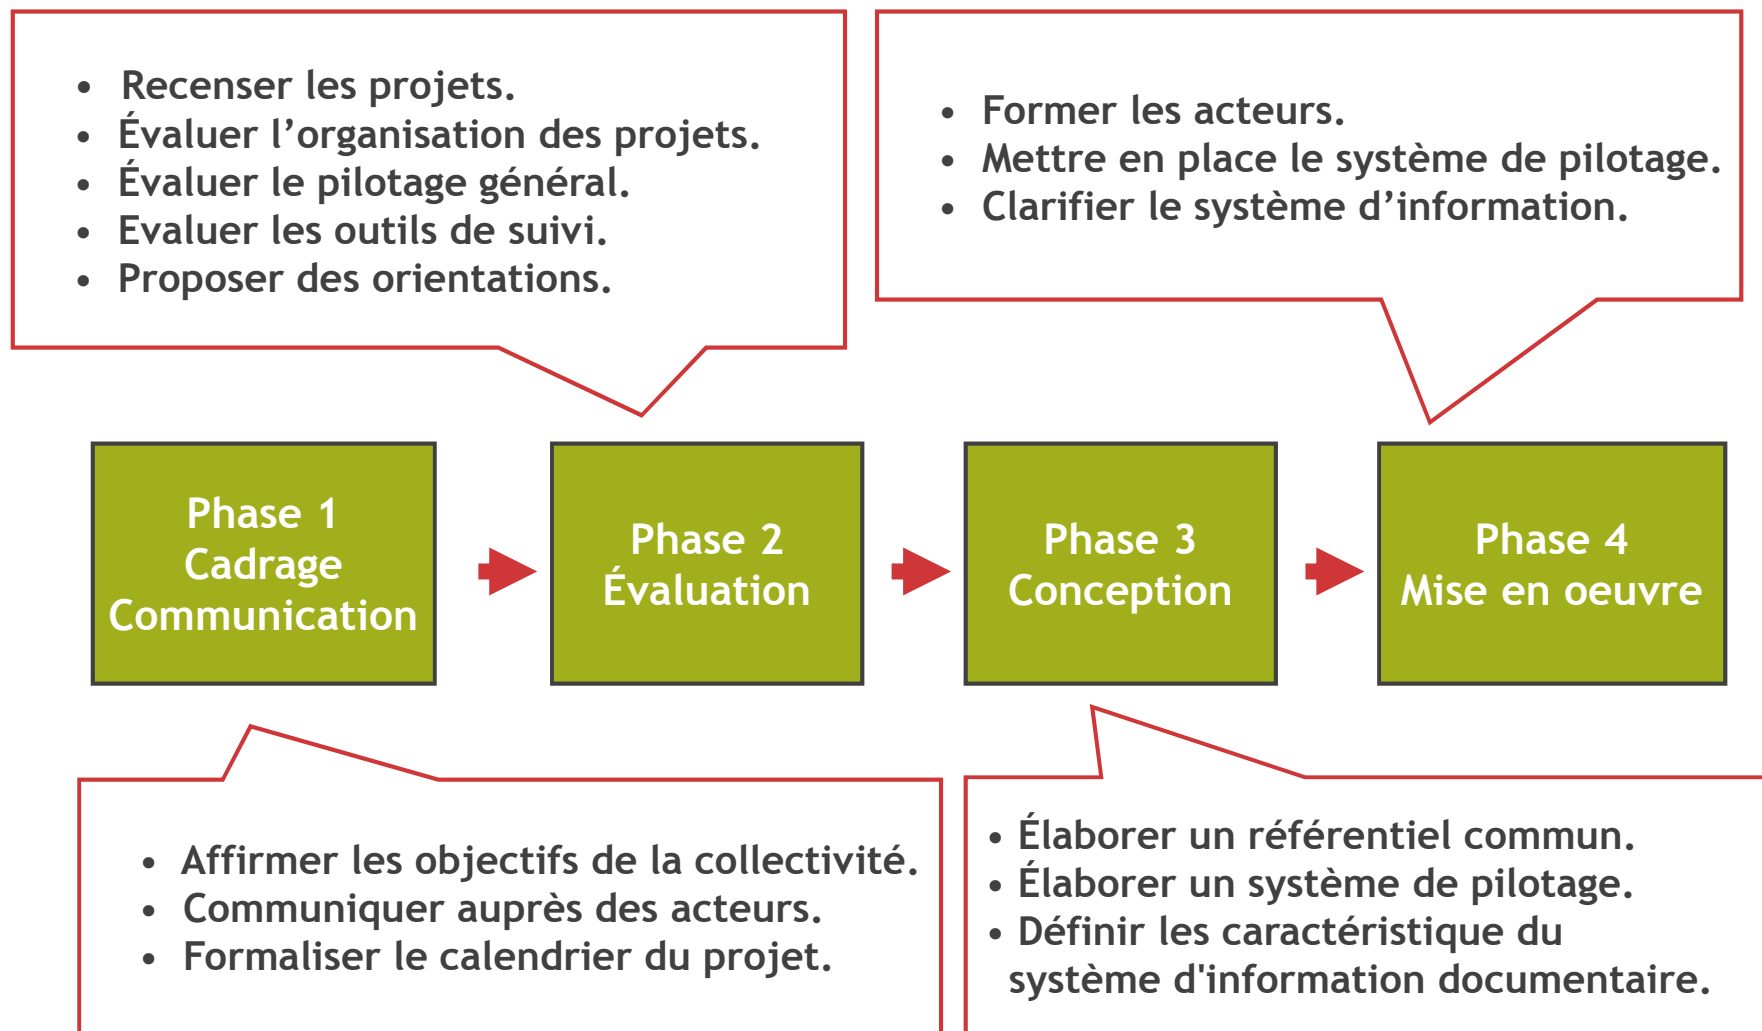 • Recenser les projets.
• Évaluer l’organisation des projets.
• Évaluer le pilotage général.
• Evaluer les outils de suivi.
• Proposer des orientations.
• Former les acteurs.
• Mettre en place le système de pilotage.
• Clarifier le système d’information.
Phase 1
Cadrage
Communication
Phase 2
Évaluation
Phase 3
Conception
Phase 4
Mise en oeuvre
• Affirmer les objectifs de la collectivité.
• Communiquer auprès des acteurs.
• Formaliser le calendrier du projet.
• Élaborer un référentiel commun.
• Élaborer un système de pilotage.
• Définir les caractéristique du
système d'information documentaire.